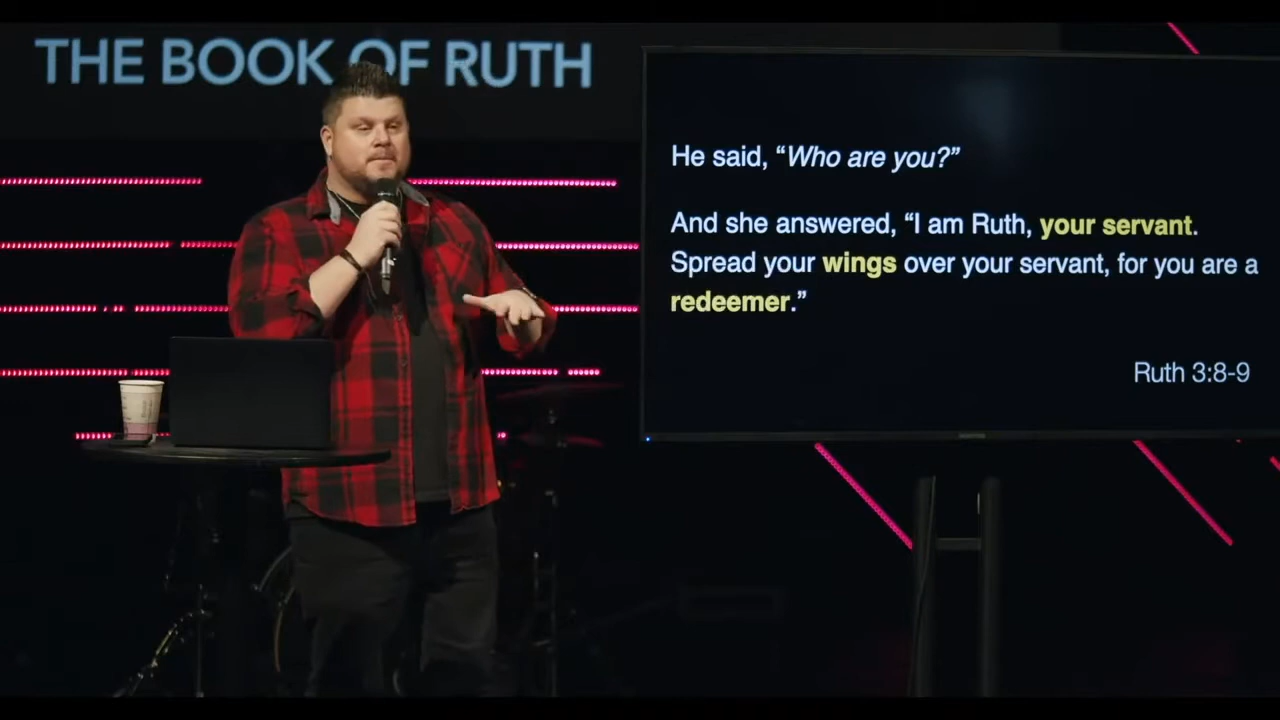 THE BOOK OF RUTH
He said, “Who are you?”
And she answered, “I am Ruth, your servant.
Spread your wings over your servant, for you are a
redeemer.”
Ruth 3:8-9